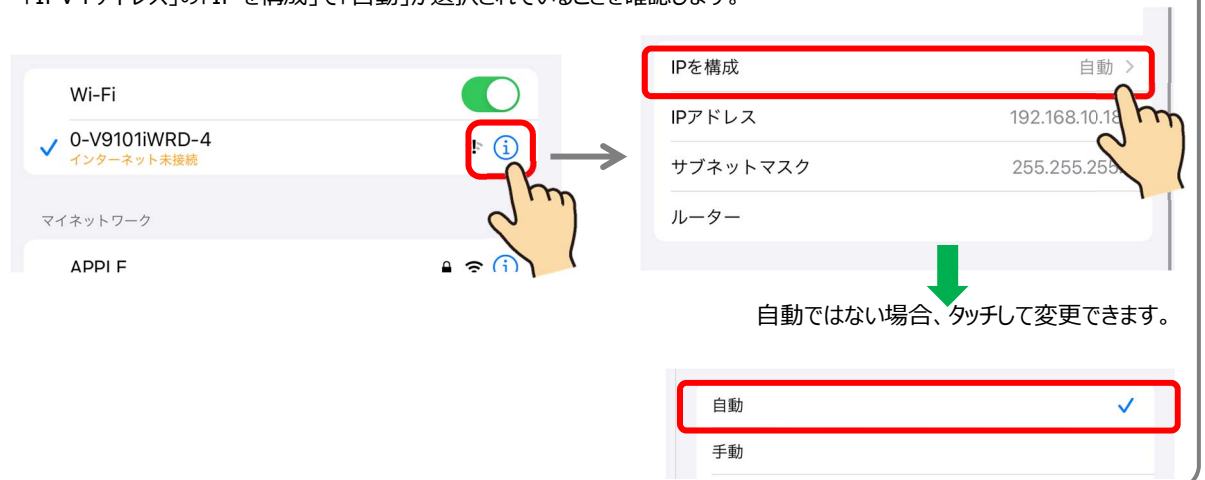 「IPV4アドレス」の「IP を構成」で「自動」が選択されていることを確認します。
Wi-Fi
0-V9101iWRD-4
インターネット未接続
マイネットワーク
APPLE
IPを構成
自動
IPアドレス
192.168.10.18
サブネットマスク
255.255.255.
ルーター
自動ではない場合、タッチして変更できます。
自動
手動